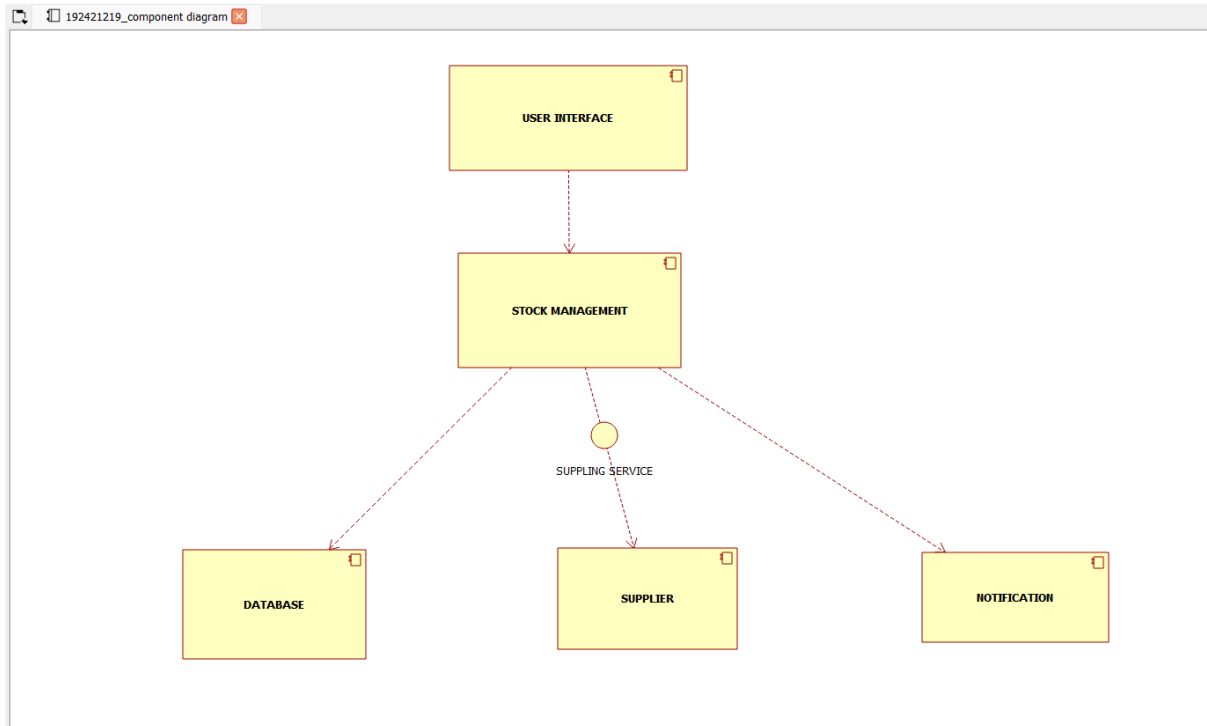 192421219_component diagram
USER INTERFACE
STOCK MANAGEMENT
SUPPLING SERVICE
DATABASE
SUPPLIER
NOTIFICATION